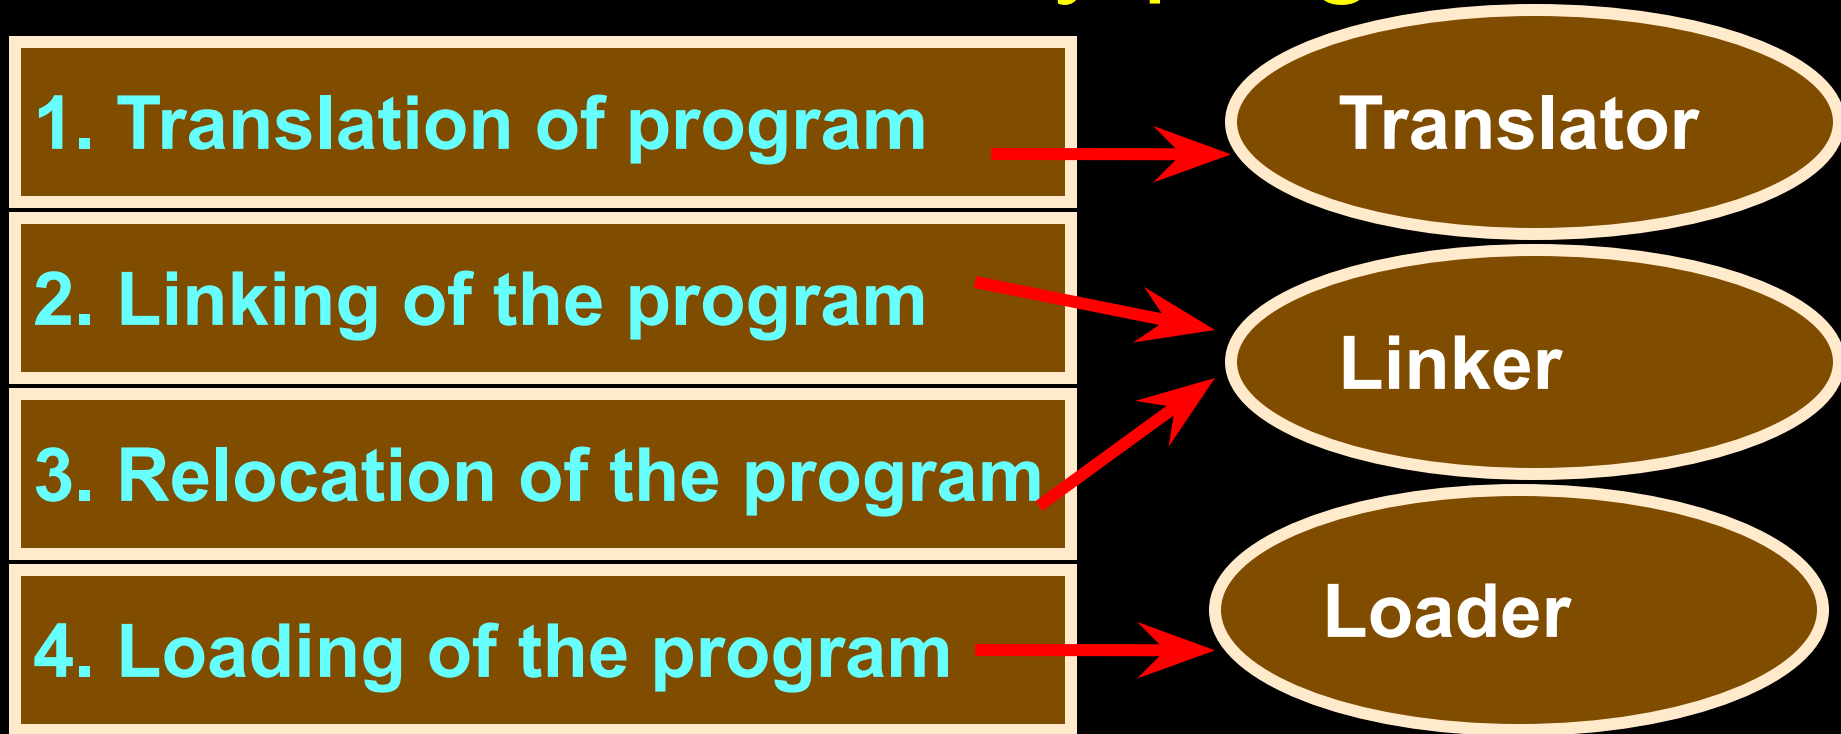 1. Translation of program
Translator
2. Linking of the program
Linker
3. Relocation of the program
4. Loading of the program
Loader